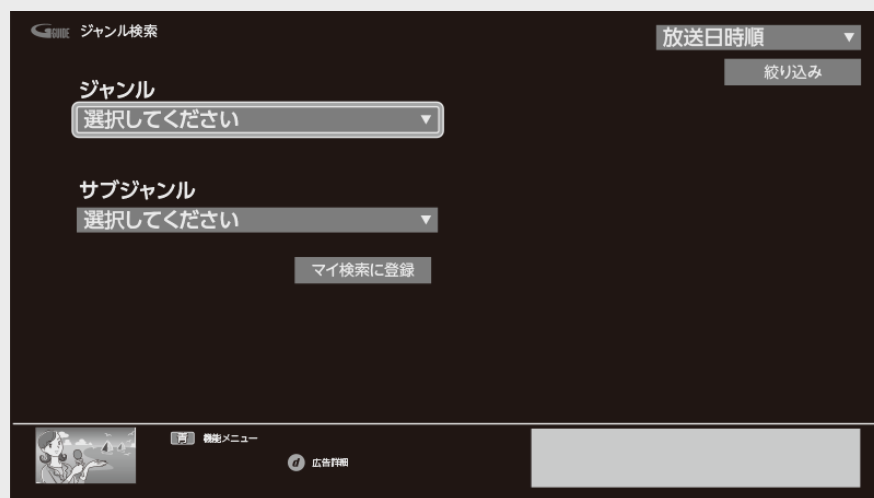 GGUIDE ジャンル検索
放送日時順 ▼
絞り込み
ジャンル
選択してください ▼
サブジャンル
選択してください ▼
マイ検索に登録
青 機能メニュー
d 広告詳細